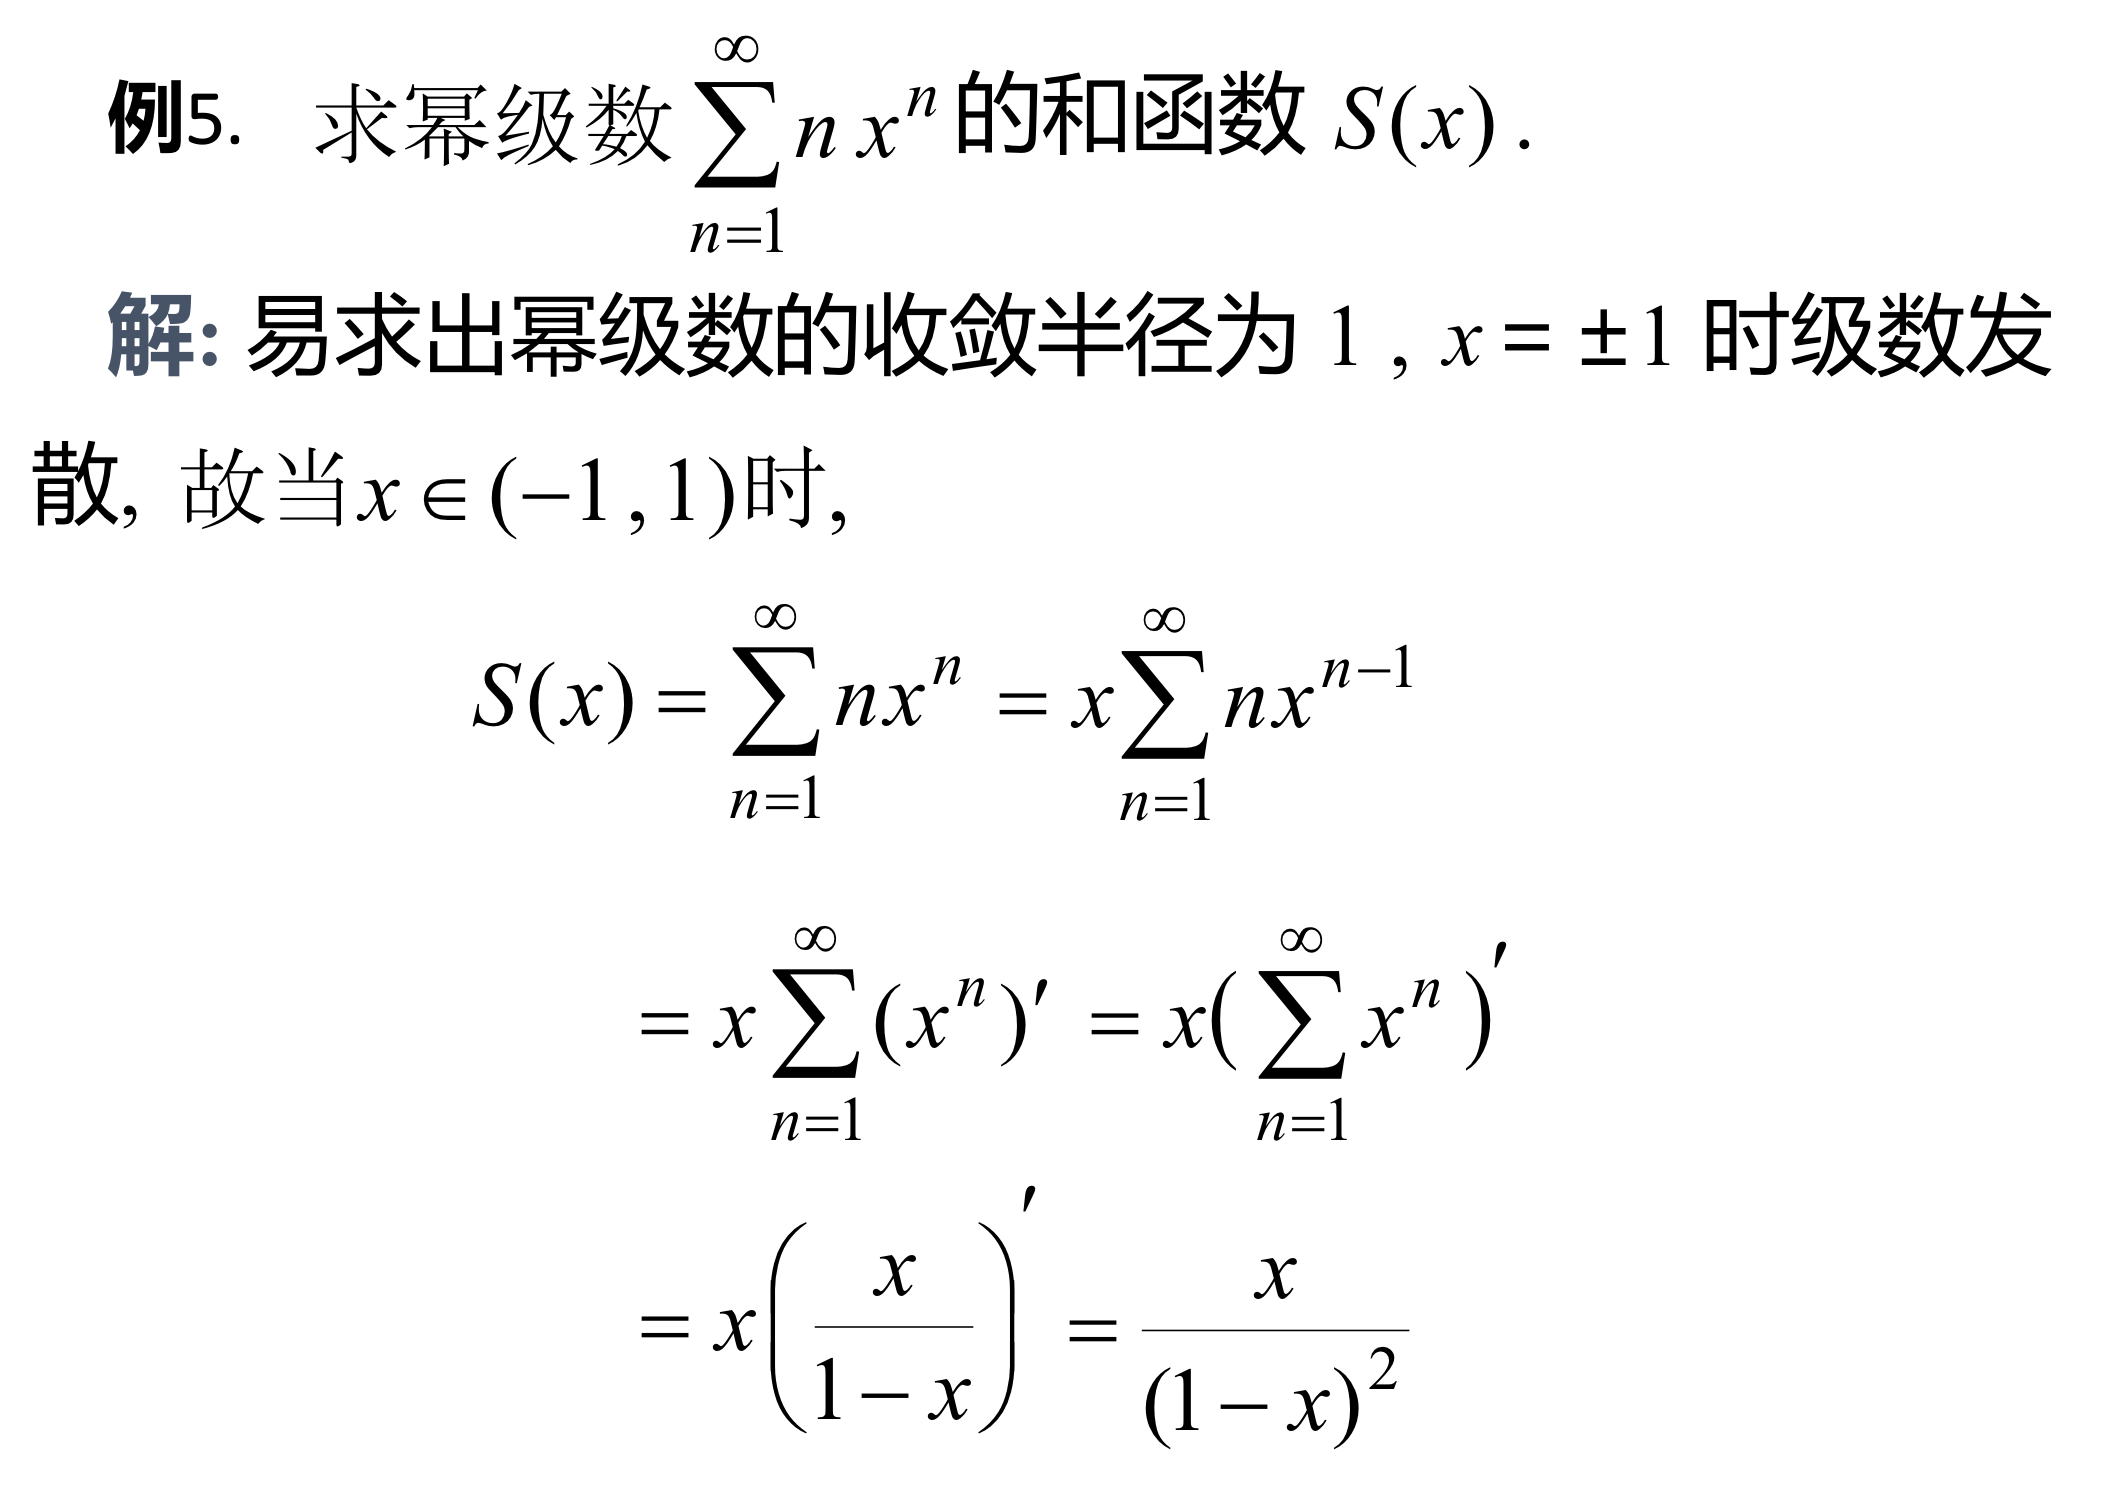 例5. 求幂级数 $\sum_{n=1}^{\infty} n x^n$ 的和函数 $S(x)$ .
解: 易求出幂级数的收敛半径为 1 , $x = \pm 1$ 时级数发
散, 故当 $x \in (-1, 1)$ 时,
$S(x) = \sum_{n=1}^{\infty} n x^n = x \sum_{n=1}^{\infty} n x^{n-1}$
$= x \sum_{n=1}^{\infty} (x^n)' = x \left( \sum_{n=1}^{\infty} x^n \right)'$
$= x \left( \frac{x}{1-x} \right)' = \frac{x}{(1-x)^2}$